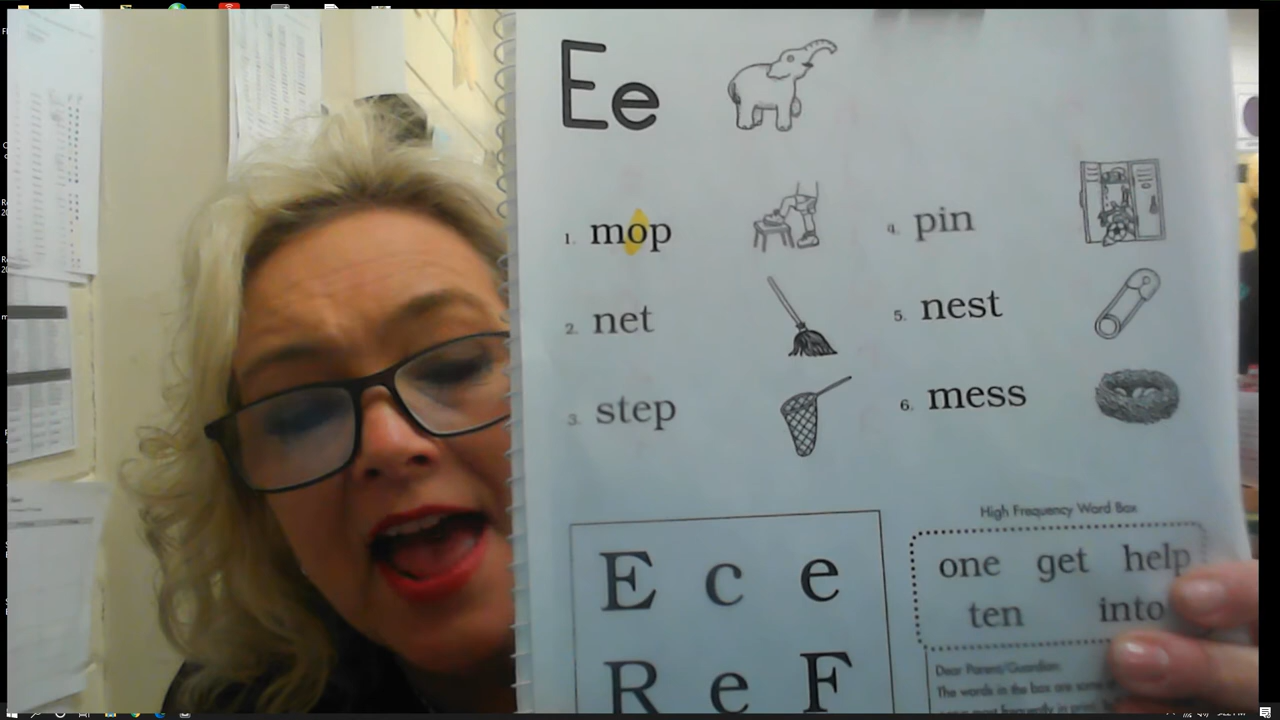 Ee
1. mop
2. net
3. step
4. pin
5. nest
6. mess
E c e
R e F
High Frequency Word Box
one get help
ten into
Dear Parent/Guardian
The words in the box are some